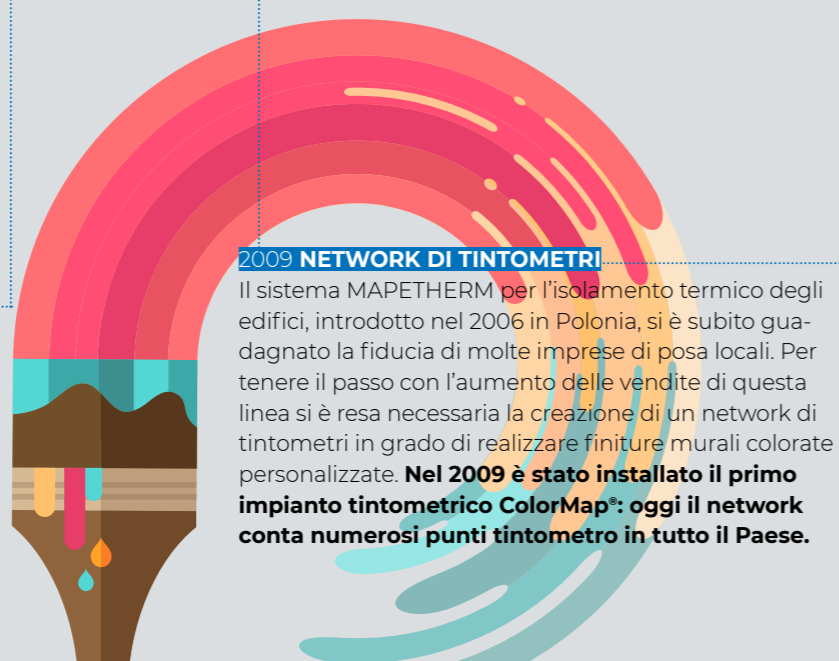 2009 NETWORK DI TINTOMETRI
Il sistema MAPETHERM per l’isolamento termico degli
edifici, introdotto nel 2006 in Polonia, si è subito gua-
dagnato la fiducia di molte imprese di posa locali. Per
tenere il passo con l’aumento delle vendite di questa
linea si è resa necessaria la creazione di un network di
tintometri in grado di realizzare finiture murali colorate
personalizzate. Nel 2009 è stato installato il primo
impianto tintometrico ColorMap®: oggi il network
conta numerosi punti tintometro in tutto il Paese.